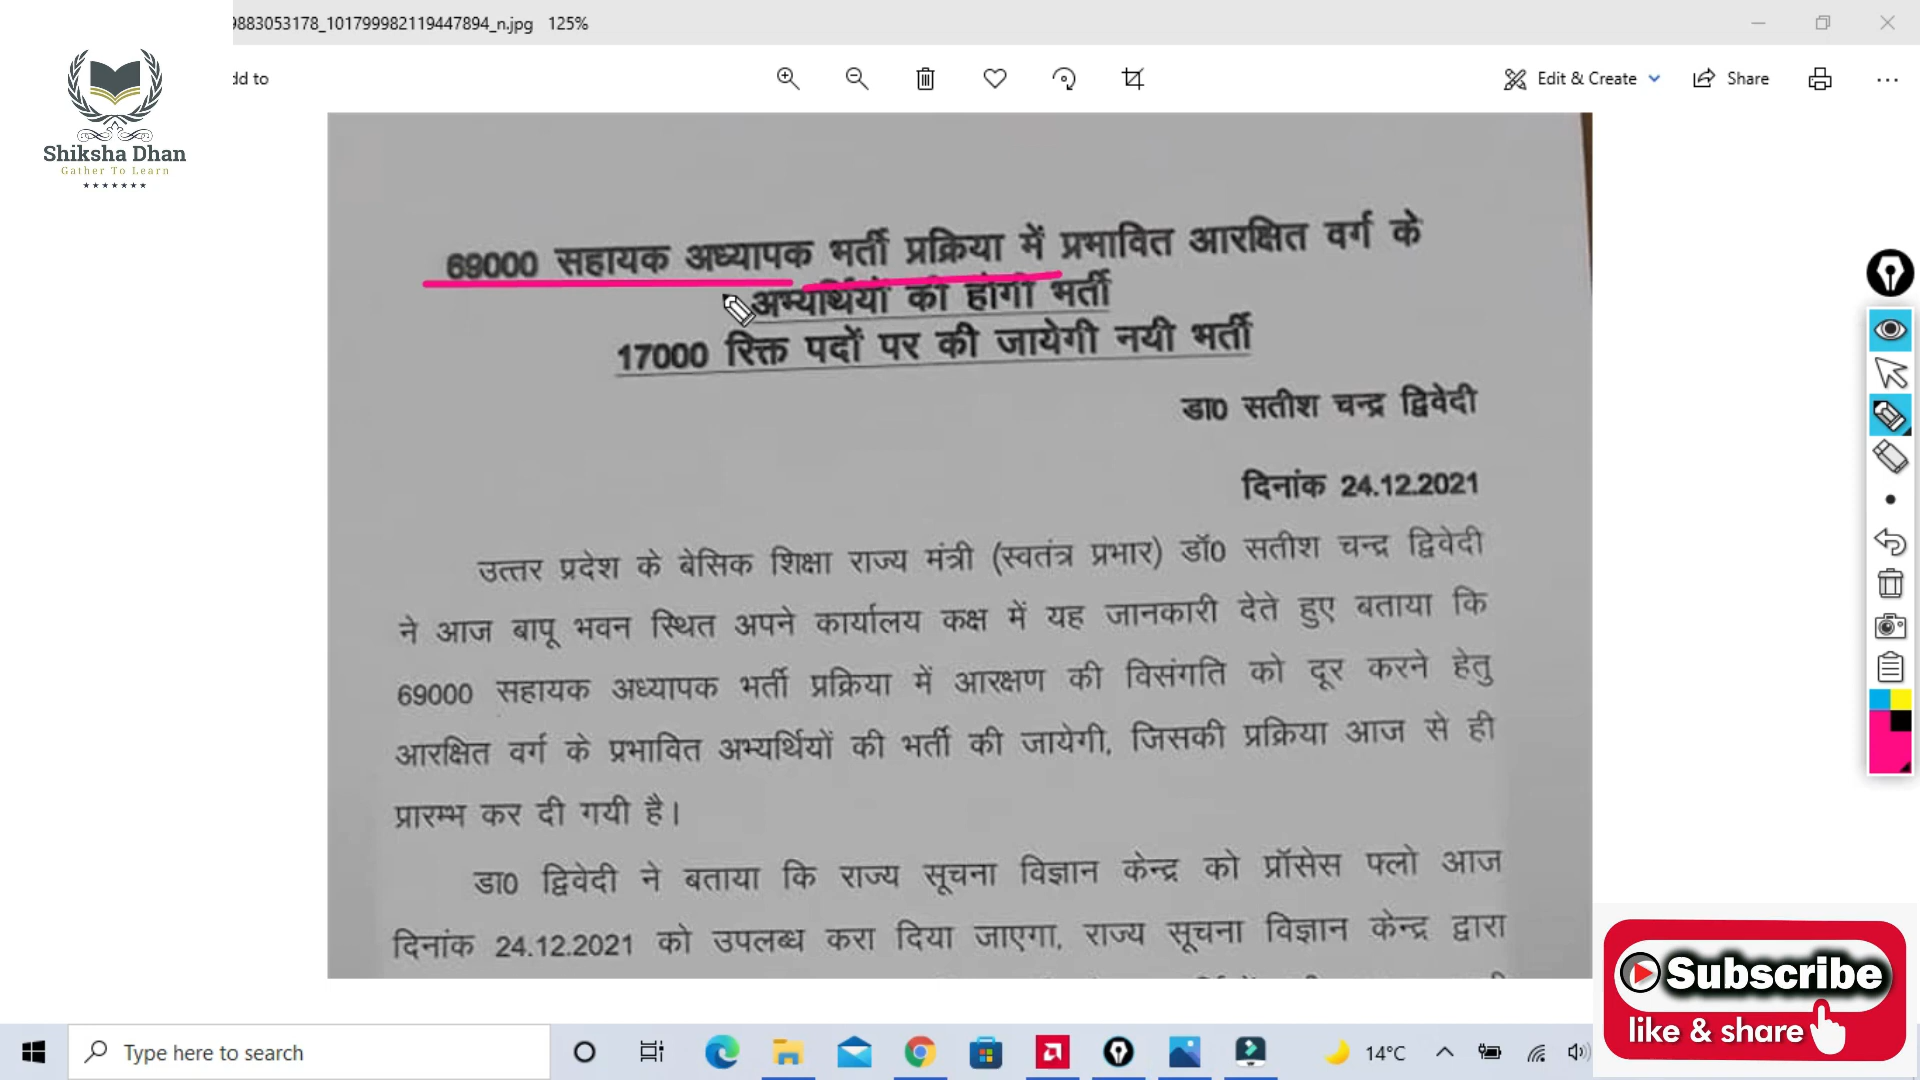 9883053178_101799982119447894_n.jpg 125%
dd to
Edit & Create
Share
Shiksha Dhan
Gather To Learn
69000 सहायक अध्यापक भर्ती प्रक्रिया में प्रभावित आरक्षित वर्ग के
अभ्यर्थियों की होगी भर्ती
17000 रिक्त पदों पर की जायेगी नयी भर्ती
डा0 सतीश चन्द्र द्विवेदी
दिनांक 24.12.2021
उत्तर प्रदेश के बेसिक शिक्षा राज्य मंत्री (स्वतंत्र प्रभार) डॉ0 सतीश चन्द्र द्विवेदी
ने आज बापू भवन स्थित अपने कार्यालय कक्ष में यह जानकारी देते हुए बताया कि
69000 सहायक अध्यापक भर्ती प्रक्रिया में आरक्षण की विसंगति को दूर करने हेतु
आरक्षित वर्ग के प्रभावित अभ्यर्थियों की भर्ती की जायेगी, जिसकी प्रक्रिया आज से ही
प्रारम्भ कर दी गयी है।
डा0 द्विवेदी ने बताया कि राज्य सूचना विज्ञान केन्द्र को प्रॉसेस फ्लो आज
दिनांक 24.12.2021 को उपलब्ध करा दिया जाएगा, राज्य सूचना विज्ञान केन्द्र द्वारा
Subscribe
like & share
Type here to search
14°C